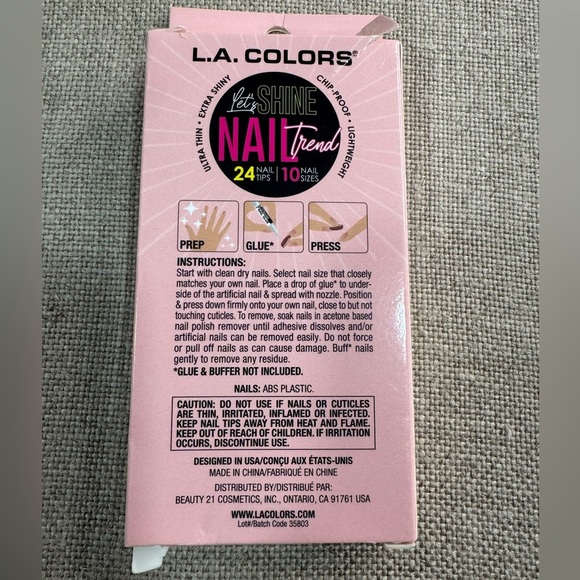 L.A. COLORS®
ULTRA THIN • EXTRA SHINY
CHIP-PROOF • LIGHTWEIGHT
Let's SHINE
NAIL Trend
24 NAIL TIPS | 10 NAIL SIZES
PREP
GLUE*
PRESS
INSTRUCTIONS:
Start with clean dry nails. Select nail size that closely
matches your own nail. Place a drop of glue* to under-
side of the artificial nail & spread with nozzle. Position
& press down firmly onto your own nail, close to but not
touching cuticles. To remove, soak nails in acetone based
nail polish remover until adhesive dissolves and/or
artificial nails can be removed easily. Do not force
or pull off nails as can cause damage. Buff* nails
gently to remove any residue.
*GLUE & BUFFER NOT INCLUDED.
NAILS: ABS PLASTIC.
CAUTION: DO NOT USE IF NAILS OR CUTICLES
ARE THIN, IRRITATED, INFLAMED OR INFECTED.
KEEP NAIL TIPS AWAY FROM HEAT AND FLAME.
KEEP OUT OF REACH OF CHILDREN. IF IRRITATION
OCCURS, DISCONTINUE USE.
DESIGNED IN USA/CONÇU AUX ÉTATS-UNIS
MADE IN CHINA/FABRIQUÉ EN CHINE
DISTRIBUTED BY/DISTRIBUÉ PAR:
BEAUTY 21 COSMETICS, INC., ONTARIO, CA 91761 USA
WWW.LACOLORS.COM
Lot#/Batch Code 35803